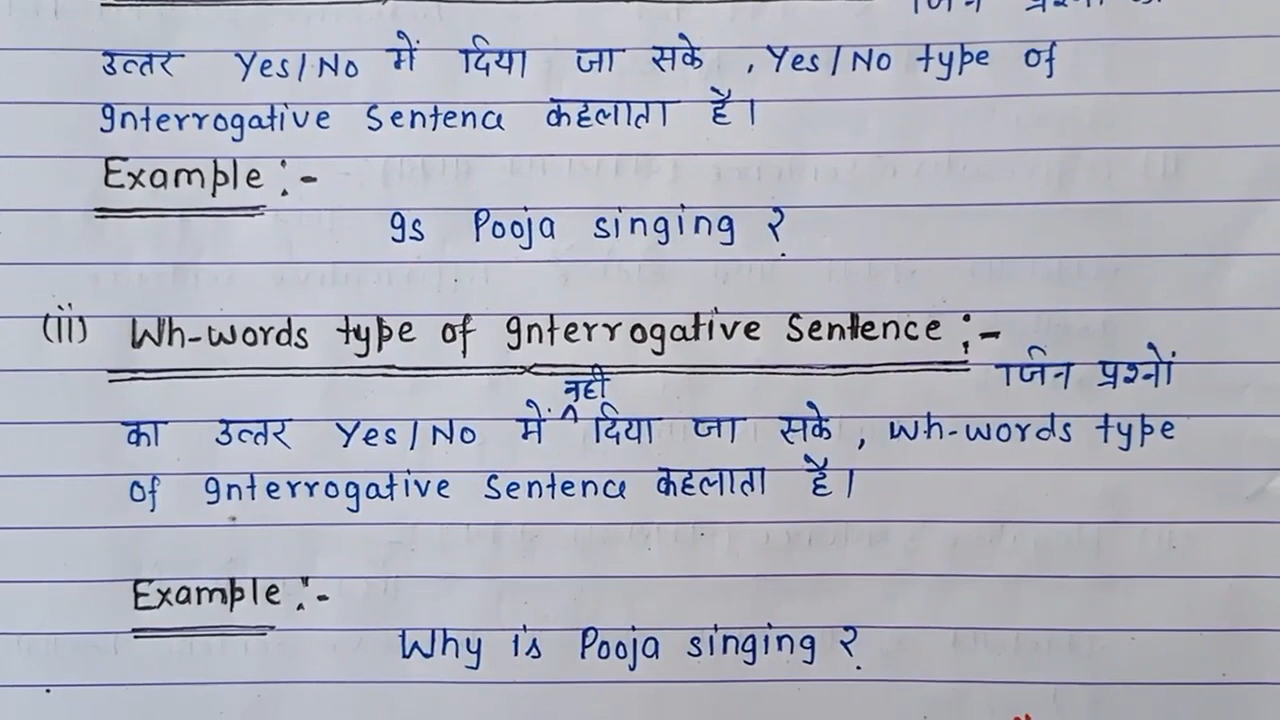 उत्तर Yes/No में दिया जा सके, Yes/No type of
Interrogative Sentence कहलाता है।
Example :-
Is Pooja singing ?
(ii) Wh-words type of Interrogative Sentence :-
जिन प्रश्नों
नही
का उत्तर Yes/No में ^ दिया जा सके, Wh-words type
of Interrogative Sentence कहलाता है।
Example :-
Why is Pooja singing ?